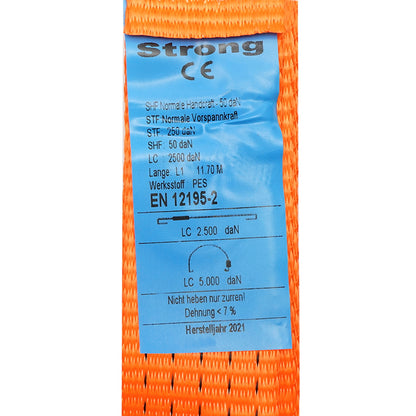 Strong
CE
SHF:Normale Handkraft - 50 daN
STF:Normale Vorspannkraft
STF: 250 daN
SHF: 50 daN
LC : 2500 daN
Lange: L1 11.70 M
Werkstoff: PES
EN 12195-2
LC 2.500 daN
LC 5.000 daN
Nicht heben nur zurren!
Dehnung < 7 %
Herstelljahr 2021